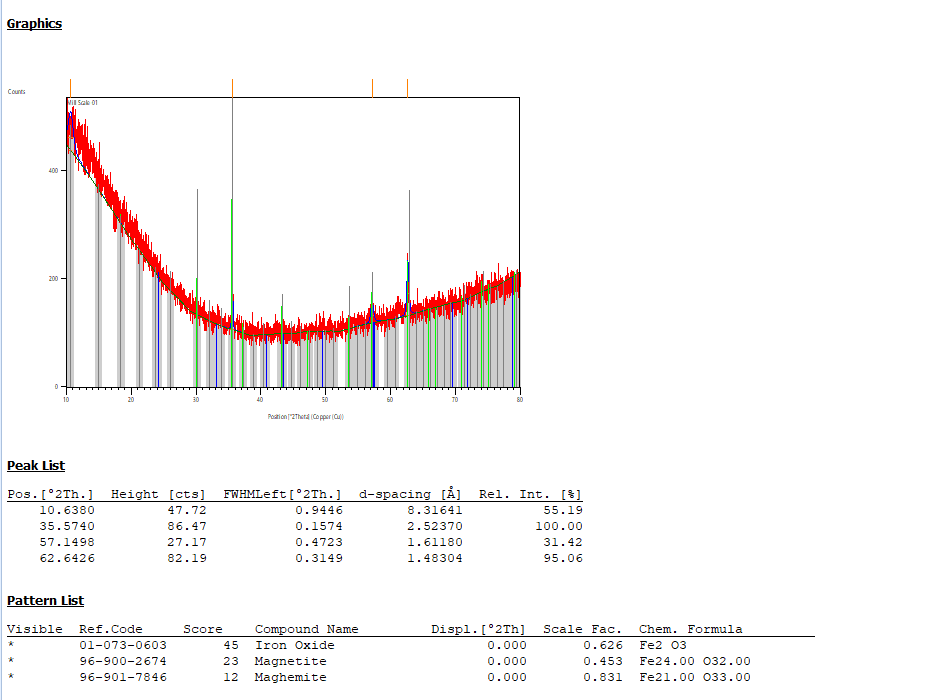 Graphics
Counts
Mill Scale 01
400
200
0
10 20 30 40 50 60 70 80
Position [°2Theta] (Copper (Cu))
Peak List
Pos.[°2Th.] Height [cts] FWHMLeft[°2Th.] d-spacing [Å] Rel. Int. [%]
10.6380 47.72 0.9446 8.31641 55.19
35.5740 86.47 0.1574 2.52370 100.00
57.1498 27.17 0.4723 1.61180 31.42
62.6426 82.19 0.3149 1.48304 95.06
Pattern List
Visible Ref.Code Score Compound Name Displ.[°2Th] Scale Fac. Chem. Formula
* 01-073-0603 45 Iron Oxide 0.000 0.626 Fe2 O3
* 96-900-2674 23 Magnetite 0.000 0.453 Fe24.00 O32.00
* 96-901-7846 12 Maghemite 0.000 0.831 Fe21.00 O33.00